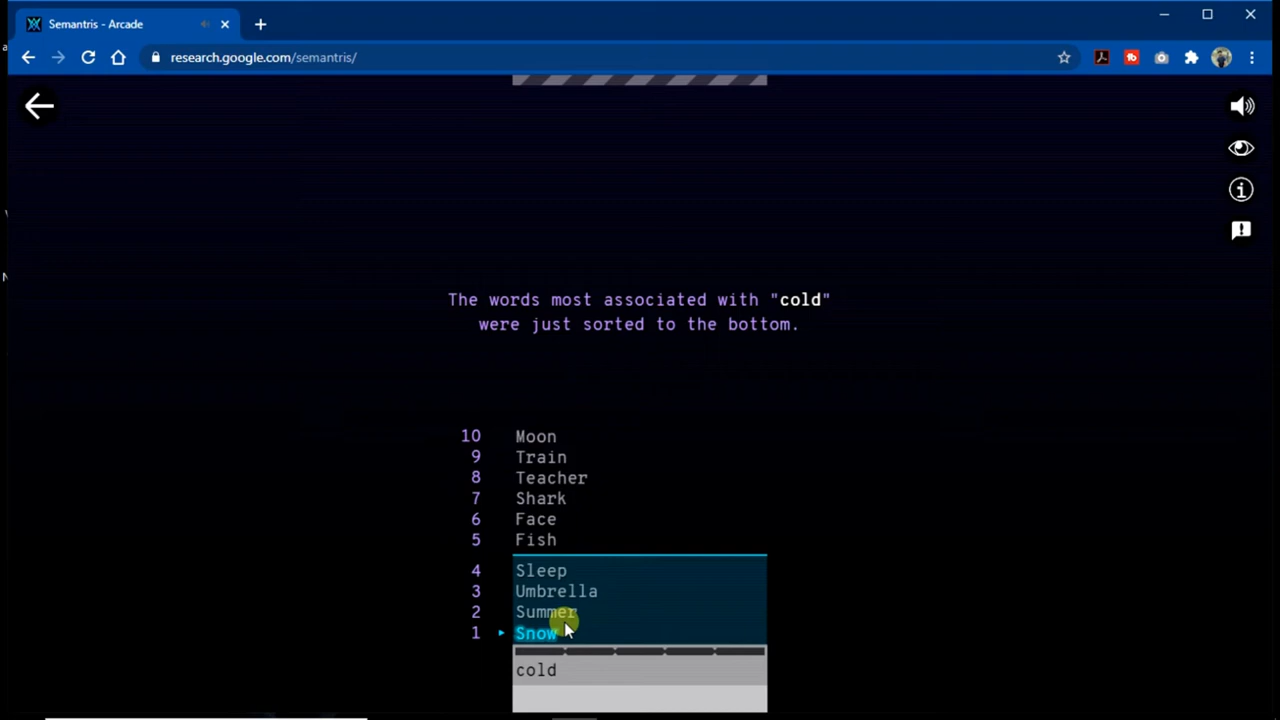 Semantris - Arcade
research.google.com/semantris/
The words most associated with "cold"
were just sorted to the bottom.
10 Moon
9 Train
8 Teacher
7 Shark
6 Face
5 Fish
4 Sleep
3 Umbrella
2 Summer
1 Snow
cold